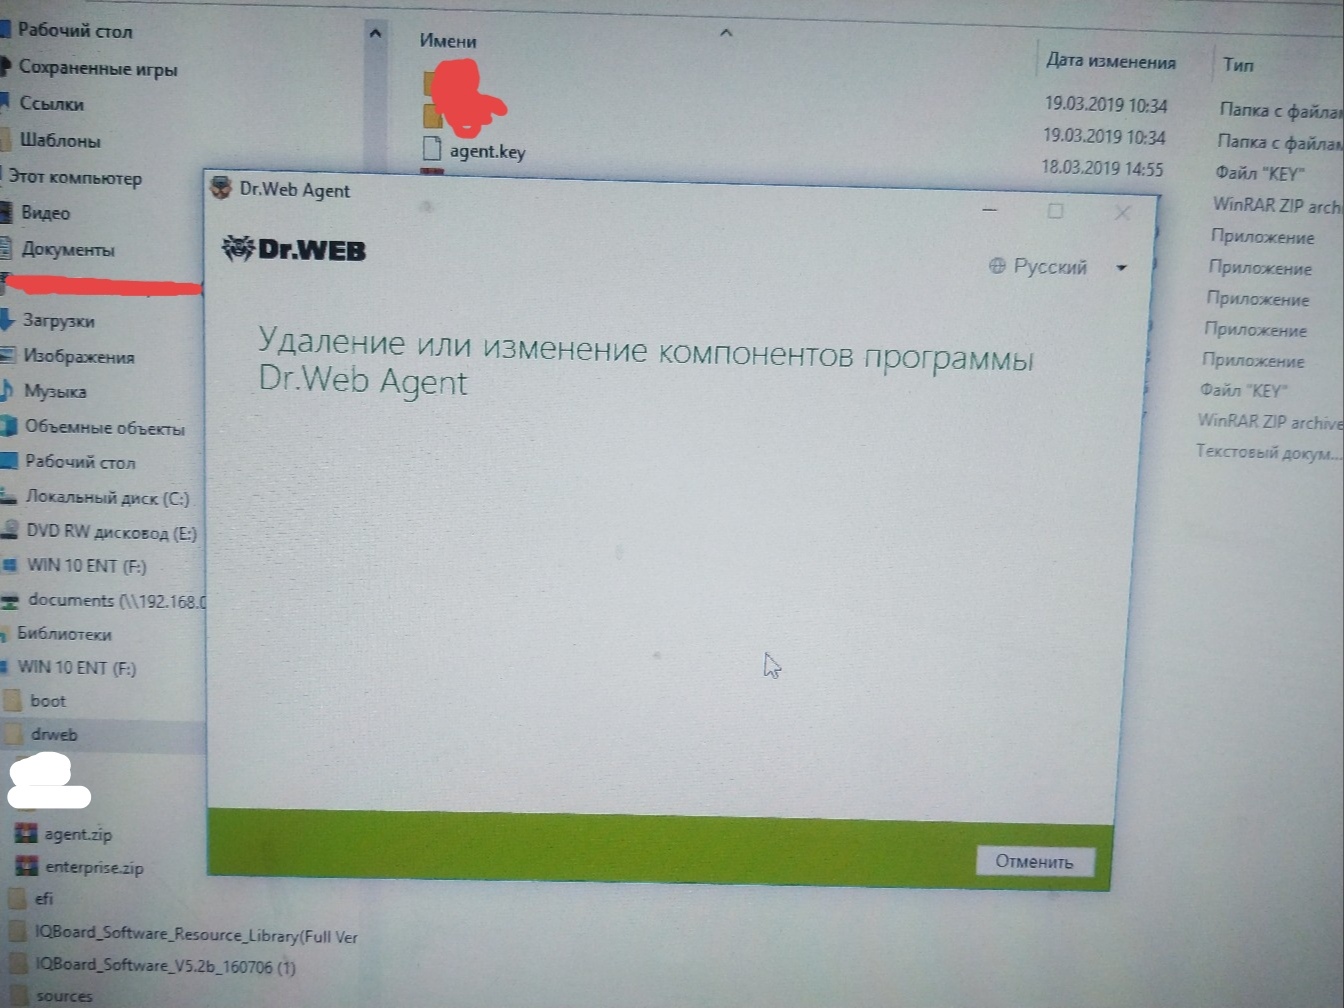 Рабочий стол
Сохраненные игры
Ссылки
Шаблоны
Этот компьютер
Видео
Документы
Загрузки
Изображения
Музыка
Объемные объекты
Рабочий стол
Локальный диск (C:)
DVD RW дисковод (E:)
WIN 10 ENT (F:)
documents (\\192.168.0
Библиотеки
WIN 10 ENT (F:)
boot
drweb
agent.zip
enterprise.zip
efi
IQBoard_Software_Resource_Library(Full Ver
IQBoard_Software_V5.2b_160706 (1)
sources
Имени
Дата изменения
Тип
19.03.2019 10:34
Папка с файлам
19.03.2019 10:34
Папка с файлам
agent.key
18.03.2019 14:55
Файл "KEY"
WinRAR ZIP archi
Приложение
Приложение
Приложение
Приложение
Приложение
Файл "KEY"
WinRAR ZIP archive
Текстовый докум...
Dr.Web Agent
Dr.WEB
Русский
Удаление или изменение компонентов программы
Dr.Web Agent
Отменить